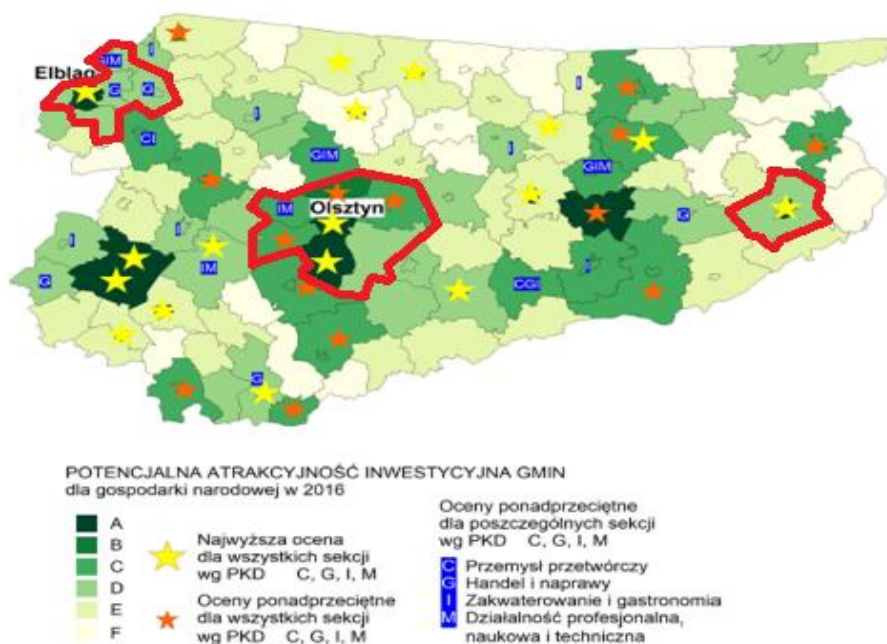 I
GIM
Elbląg
G
G
CI
I
GIM
I
I
GIM
IM
Olsztyn
G
I
I
G
IM
CGI
I
G
POTENCJALNA ATRAKCYJNOŚĆ INWESTYCYJNA GMIN
dla gospodarki narodowej w 2016
A
B
C
D
E
F
Najwyższa ocena
dla wszystkich sekcji
wg PKD C, G, I, M
Oceny ponadprzeciętne
dla wszystkich sekcji
wg PKD C, G, I, M
Oceny ponadprzeciętne
dla poszczególnych sekcji
wg PKD C, G, I, M
C Przemysł przetwórczy
G Handel i naprawy
I Zakwaterowanie i gastronomia
M Działalność profesjonalna,
naukowa i techniczna